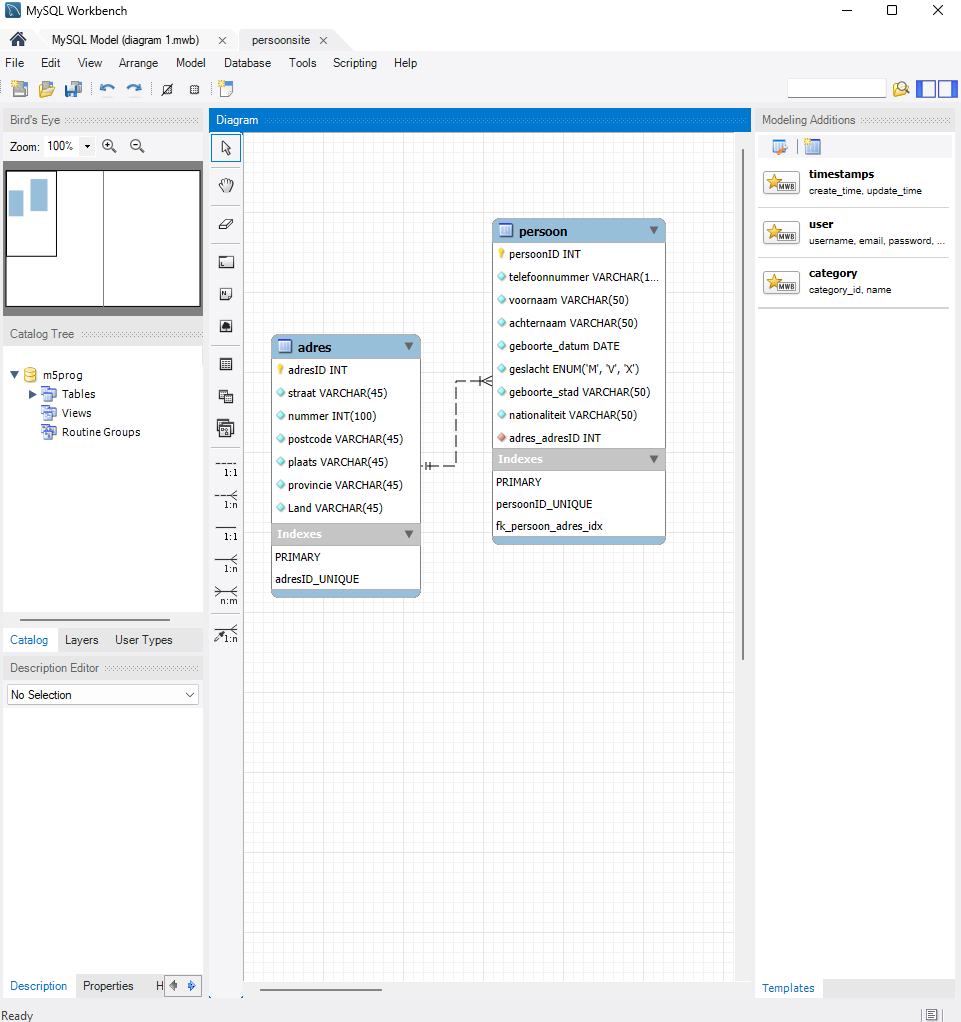 MySQL Workbench
MySQL Model (diagram 1.mwb)
persoonsite
File Edit View Arrange Model Database Tools Scripting Help
Bird's Eye
Zoom: 100%
Catalog Tree
m5prog
Tables
Views
Routine Groups
Catalog Layers User Types
Description Editor
No Selection
Description Properties H
Ready
Diagram
1:1
1:n
1:1
1:n
n:m
1:n
adres
adresID INT
straat VARCHAR(45)
nummer INT(100)
postcode VARCHAR(45)
plaats VARCHAR(45)
provincie VARCHAR(45)
Land VARCHAR(45)
Indexes
PRIMARY
adresID_UNIQUE
persoon
persoonID INT
telefoonnummer VARCHAR(1...
voornaam VARCHAR(50)
achternaam VARCHAR(50)
geboorte_datum DATE
geslacht ENUM('M', 'V', 'X')
geboorte_stad VARCHAR(50)
nationaliteit VARCHAR(50)
adres_adresID INT
Indexes
PRIMARY
persoonID_UNIQUE
fk_persoon_adres_idx
Modeling Additions
MWB
timestamps
create_time, update_time
MWB
user
username, email, password, ...
MWB
category
category_id, name
Templates